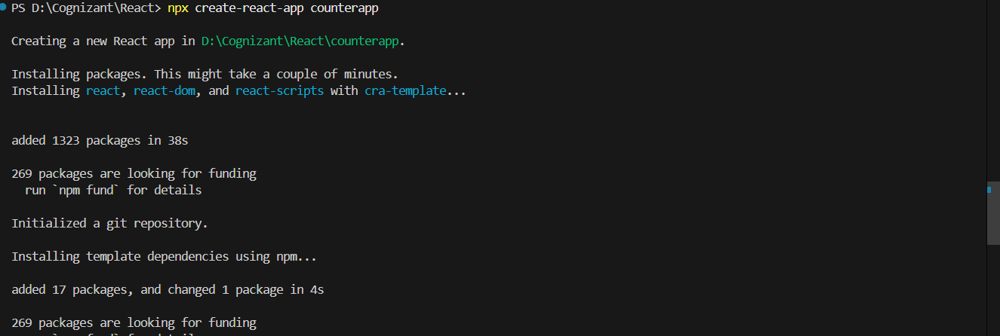 PS D:\Cognizant\React> npx create-react-app counterapp
Creating a new React app in D:\Cognizant\React\counterapp.
Installing packages. This might take a couple of minutes.
Installing react, react-dom, and react-scripts with cra-template...
added 1323 packages in 38s
269 packages are looking for funding
  run `npm fund` for details
Initialized a git repository.
Installing template dependencies using npm...
added 17 packages, and changed 1 package in 4s
269 packages are looking for funding